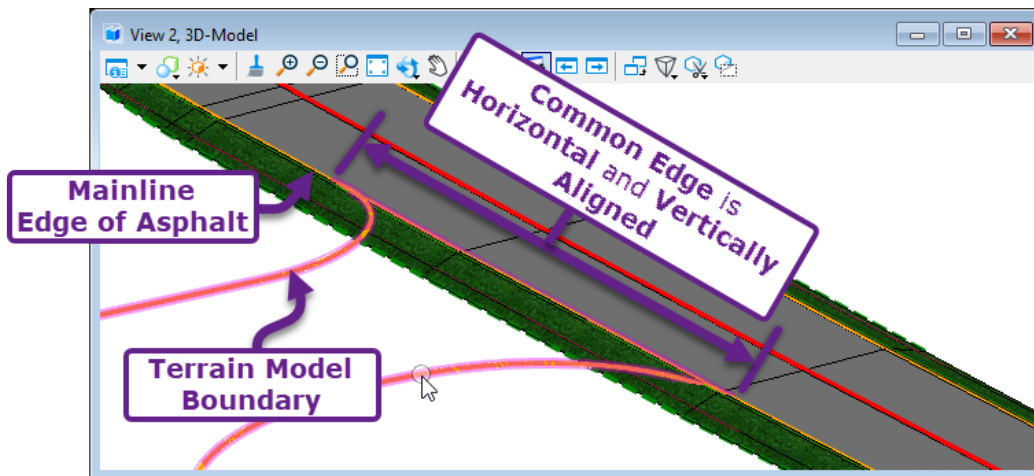 View 2, 3D-Model
Common Edge is
Horizontal and Vertically
Aligned
Mainline
Edge of Asphalt
Terrain Model
Boundary